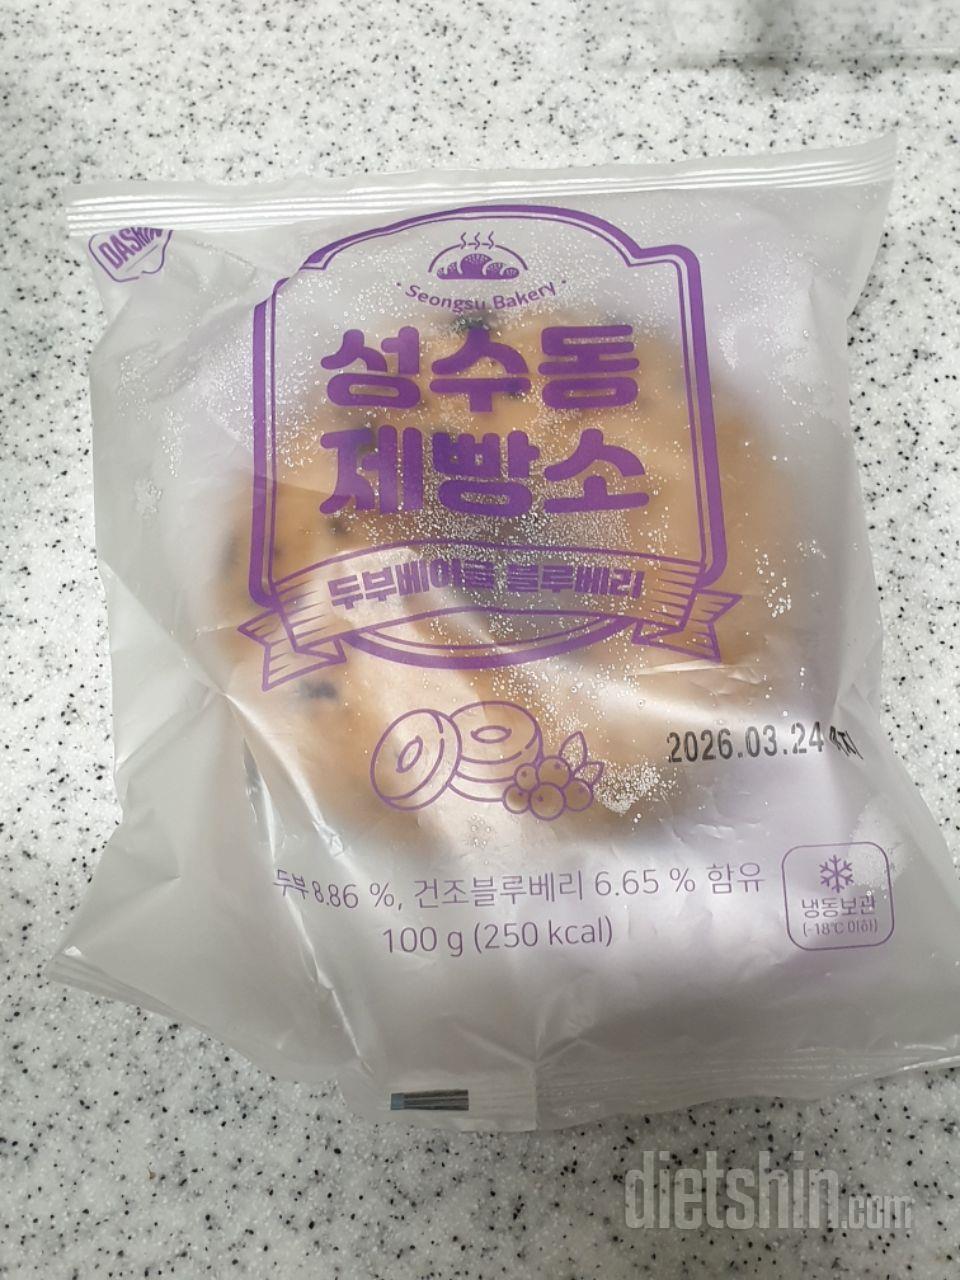 DASHIN
Seongsu Bakery
성수동
제빵소
두부베이글 블루베리
2026.03.24 까지
두부 8.86 %, 건조블루베리 6.65 % 함유
100 g (250 kcal)
냉동보관
(-18℃ 이하)
dietshin.com